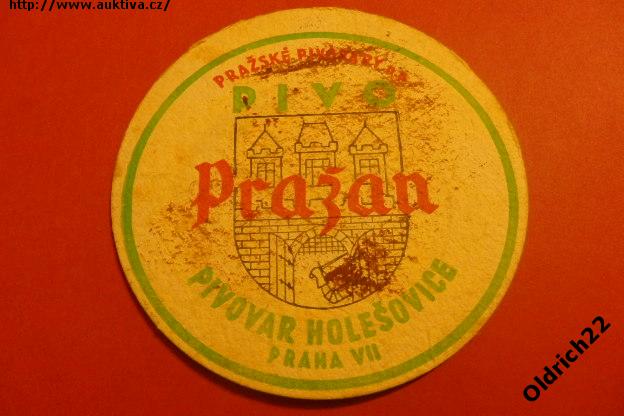 http://www.auktiva.cz/
PRAŽSKÉ PIVOVARY n.p.
PIVO
Pražan
PIVOVAR HOLEŠOVICE
PRAHA VII
Oldrich22